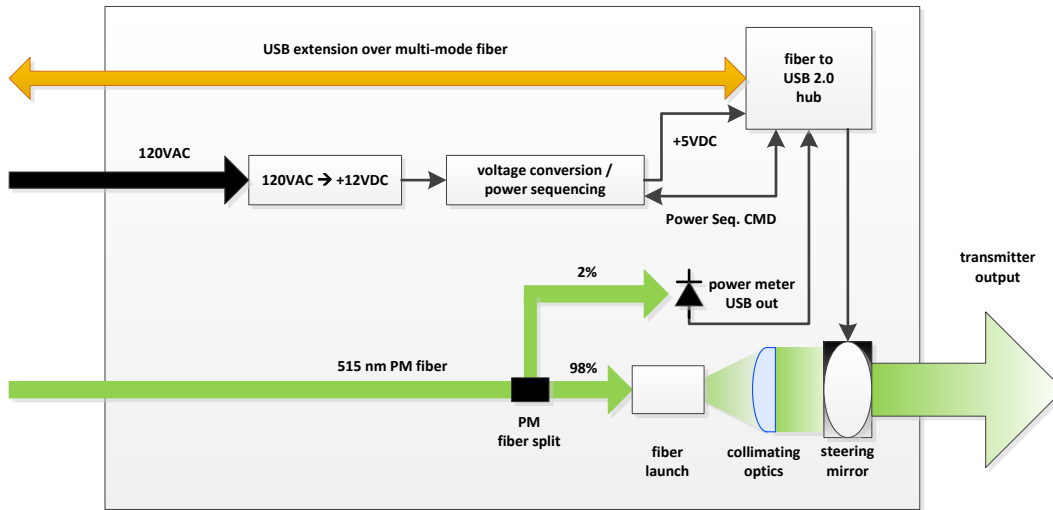 USB extension over multi-mode fiber
fiber to
USB 2.0
hub
120VAC
+5VDC
120VAC → +12VDC
voltage conversion /
power sequencing
Power Seq. CMD
transmitter
output
2%
power meter
USB out
515 nm PM fiber
98%
PM
fiber split
fiber
launch
collimating
optics
steering
mirror